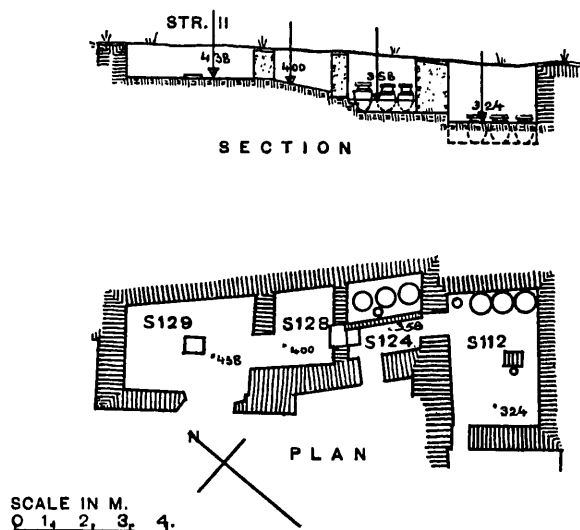 STR. II
438 400 358 324
SECTION
S129 S128 S124 S112
·438 ·400 ·358 ·324
N
PLAN
SCALE IN M.
0 1, 2, 3, 4.